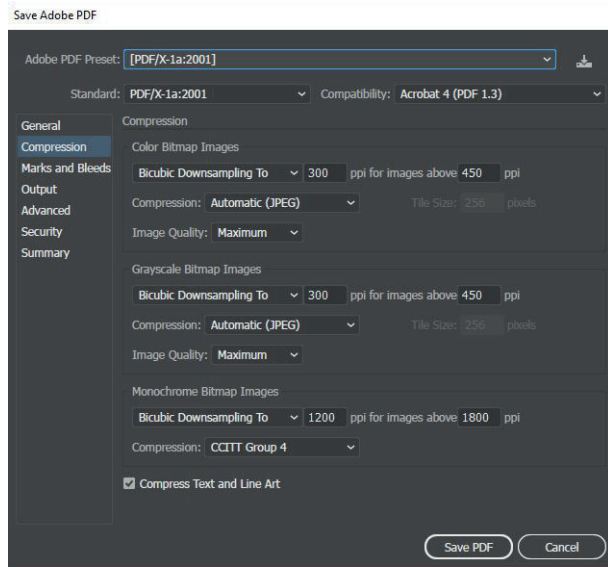 Save Adobe PDF
Adobe PDF Preset: [PDF/X-1a:2001]
Standard: PDF/X-1a:2001 Compatibility: Acrobat 4 (PDF 1.3)
General
Compression
Marks and Bleeds
Output
Advanced
Security
Summary
Compression
Color Bitmap Images
Bicubic Downsampling To 300 ppi for images above 450 ppi
Compression: Automatic (JPEG) Tile Size: 256 pixels
Image Quality: Maximum
Grayscale Bitmap Images
Bicubic Downsampling To 300 ppi for images above 450 ppi
Compression: Automatic (JPEG) Tile Size: 256 pixels
Image Quality: Maximum
Monochrome Bitmap Images
Bicubic Downsampling To 1200 ppi for images above 1800 ppi
Compression: CCITT Group 4
Compress Text and Line Art
Save PDF Cancel